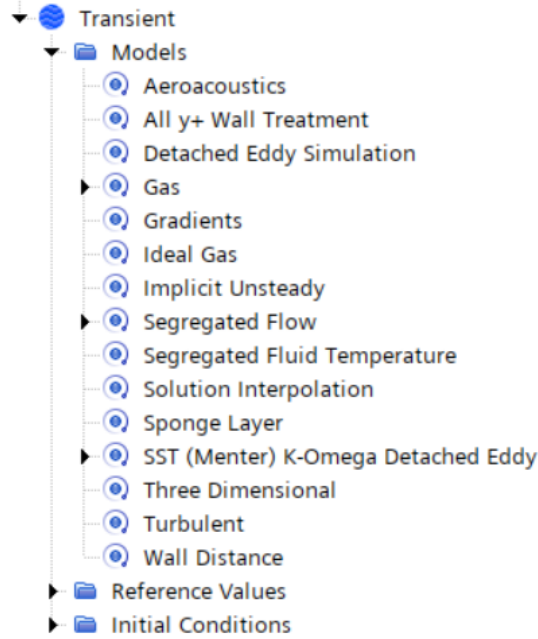 Transient
Models
Aeroacoustics
All y+ Wall Treatment
Detached Eddy Simulation
Gas
Gradients
Ideal Gas
Implicit Unsteady
Segregated Flow
Segregated Fluid Temperature
Solution Interpolation
Sponge Layer
SST (Menter) K-Omega Detached Eddy
Three Dimensional
Turbulent
Wall Distance
Reference Values
Initial Conditions